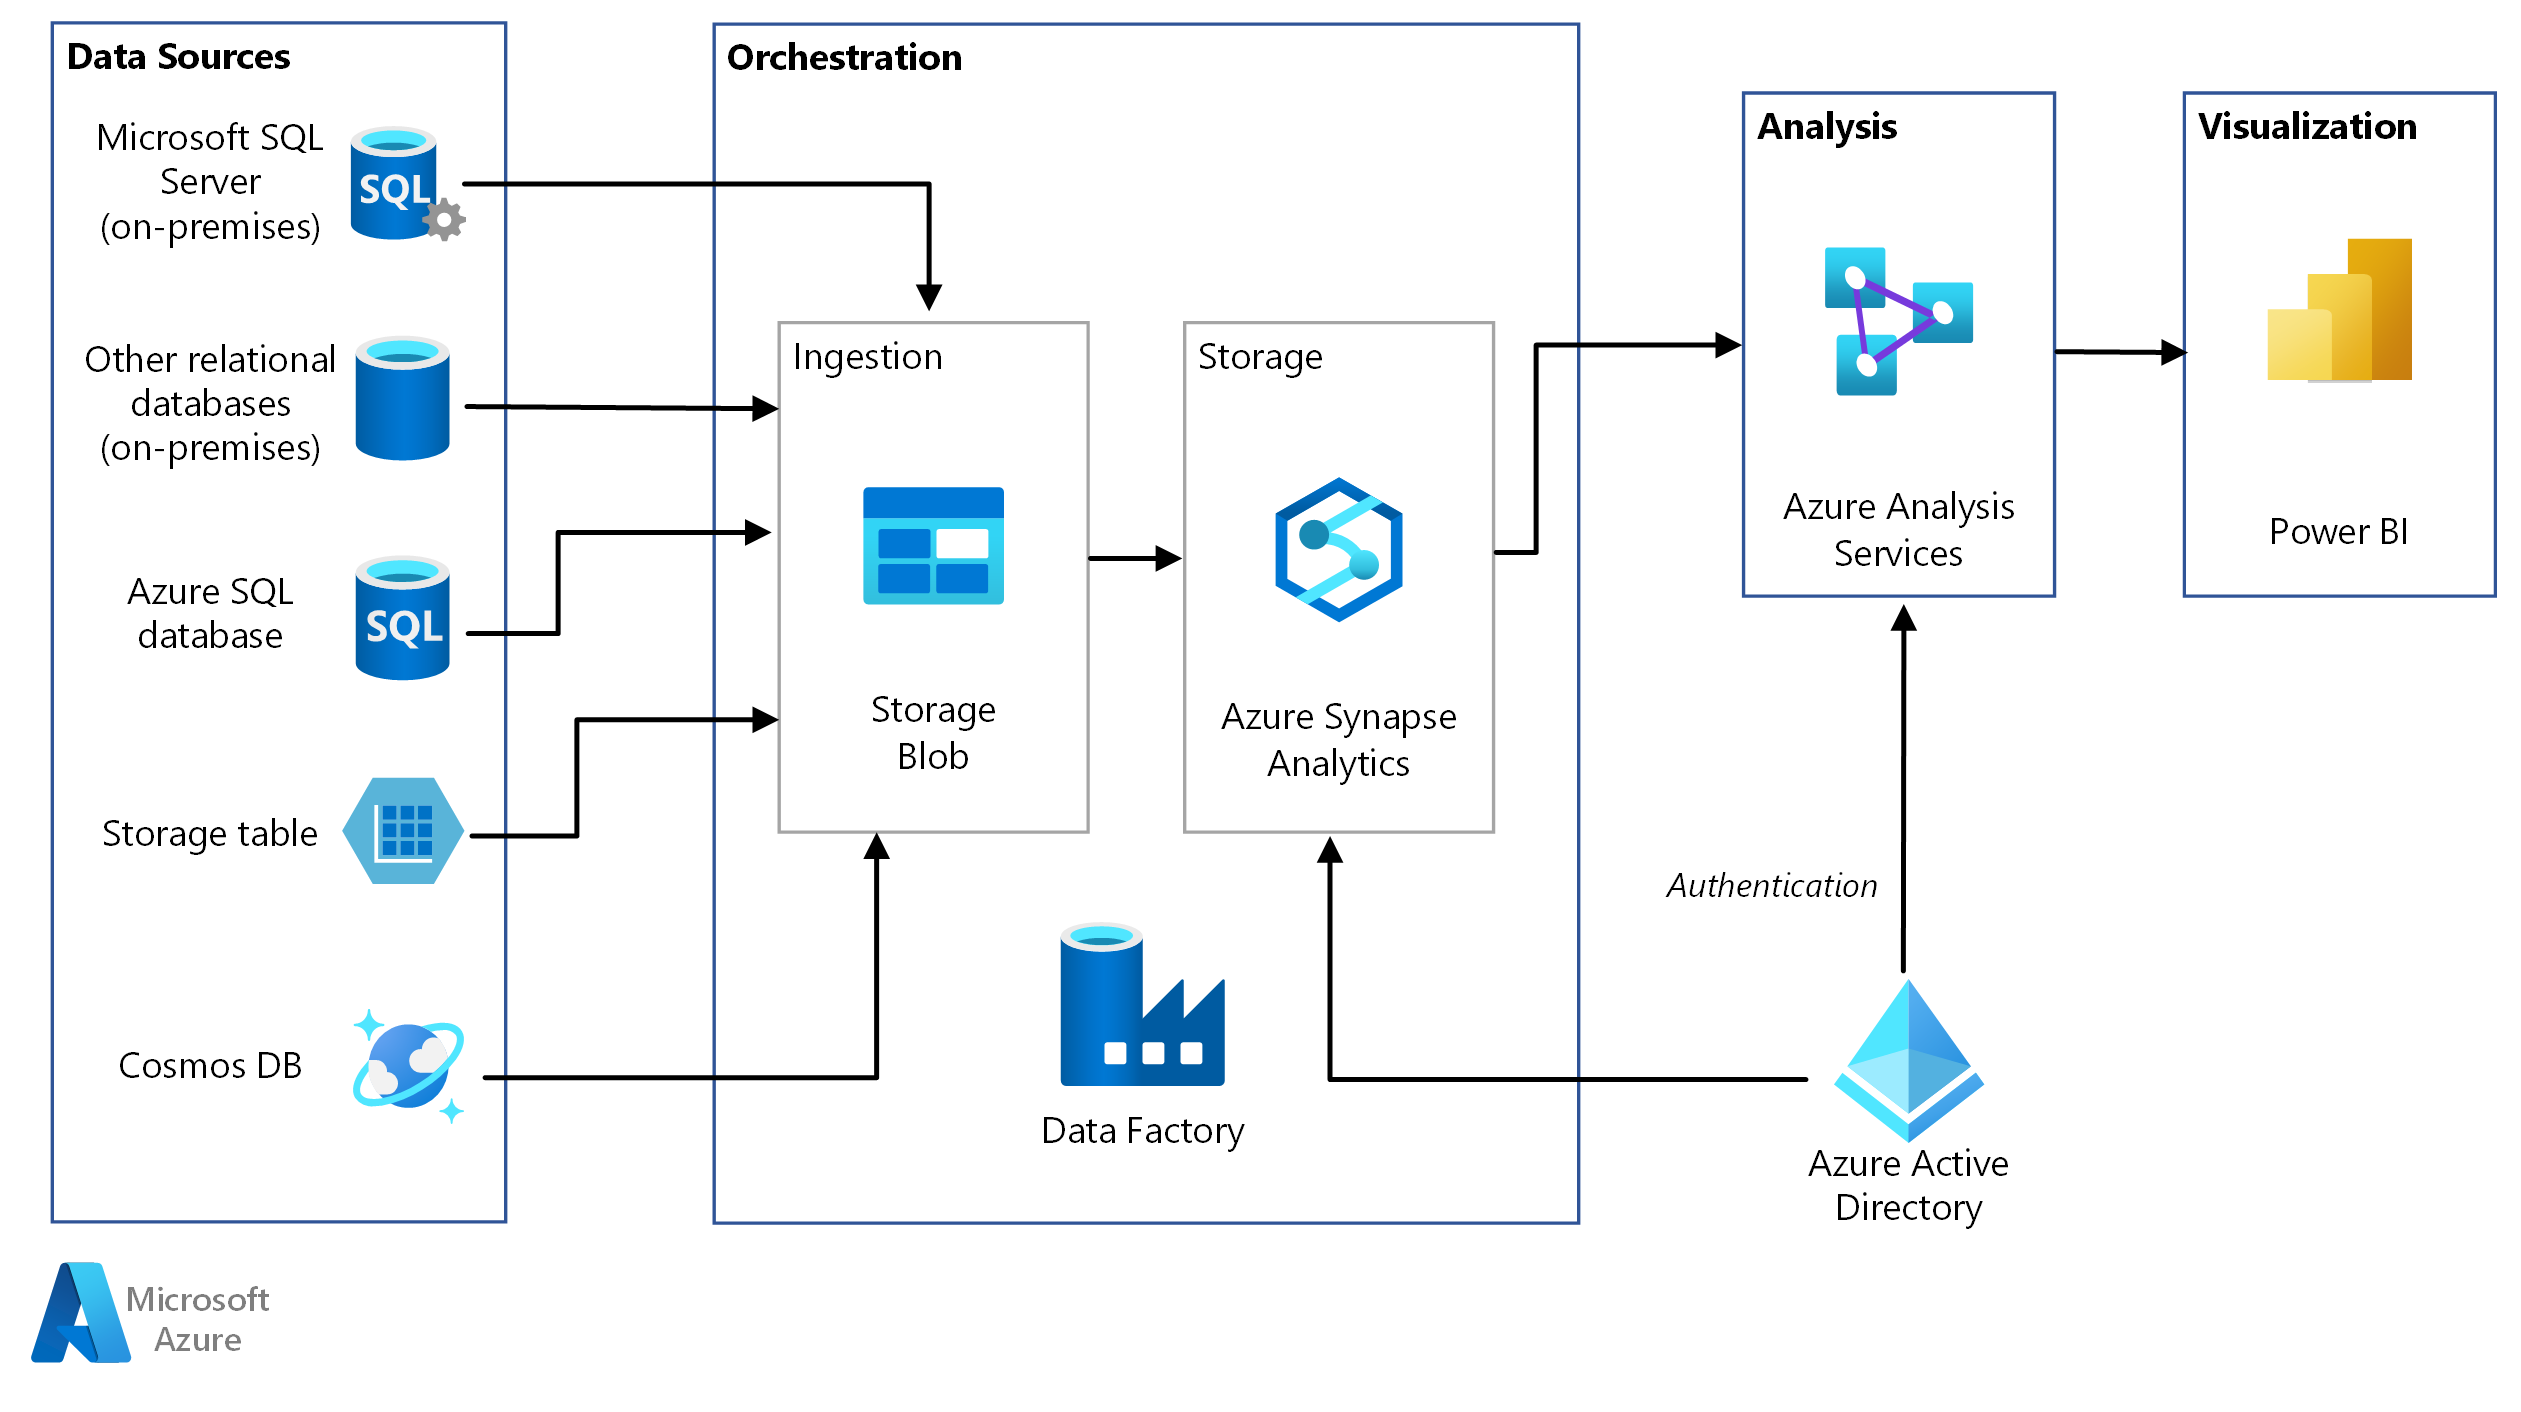 Data Sources
Microsoft SQL
Server
(on-premises)
SQL
Other relational
databases
(on-premises)
Azure SQL
database
SQL
Storage table
Cosmos DB
Orchestration
Ingestion
Storage
Blob
Storage
Azure Synapse
Analytics
Data Factory
Analysis
Azure Analysis
Services
Visualization
Power BI
Authentication
Azure Active
Directory
Microsoft
Azure